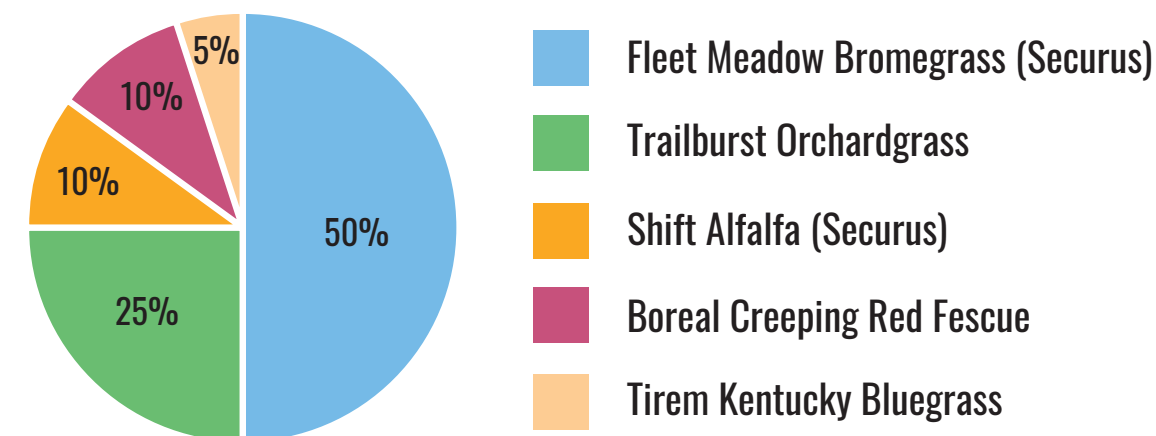 5%
10%
10%
50%
25%
Fleet Meadow Bromegrass (Securus)
Trailburst Orchardgrass
Shift Alfalfa (Securus)
Boreal Creeping Red Fescue
Tirem Kentucky Bluegrass